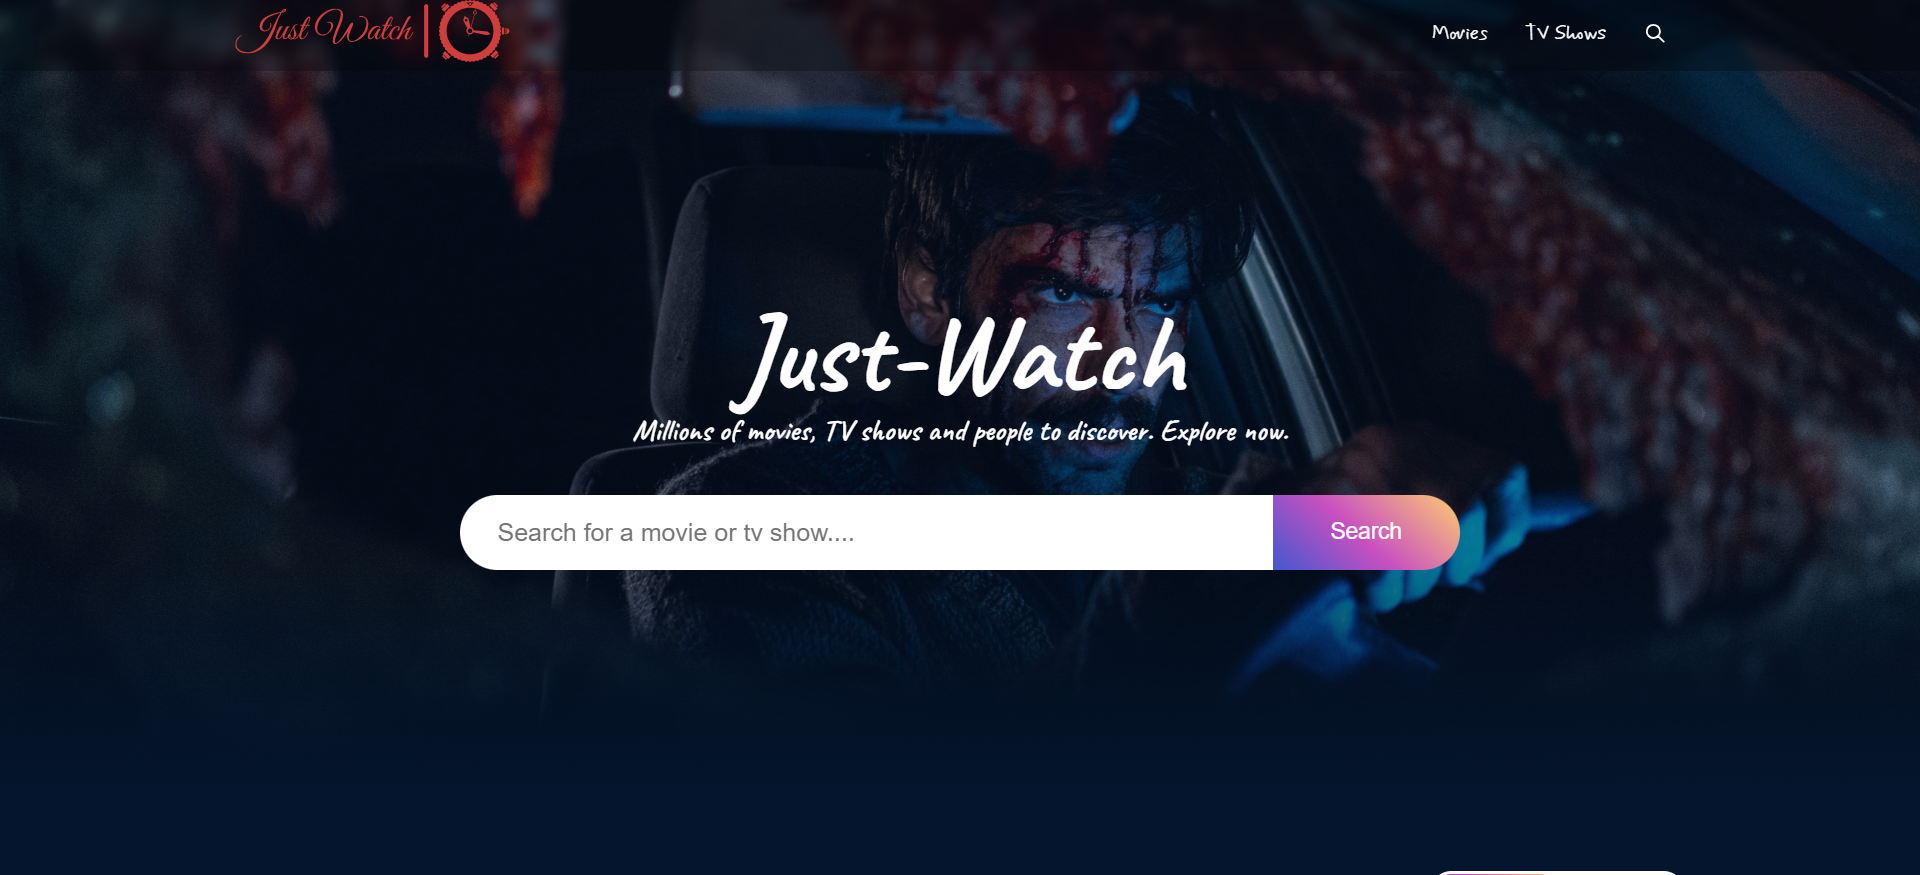 Just Watch
Movies
TV Shows
Just-Watch
Millions of movies, TV shows and people to discover. Explore now.
Search for a movie or tv show....
Search